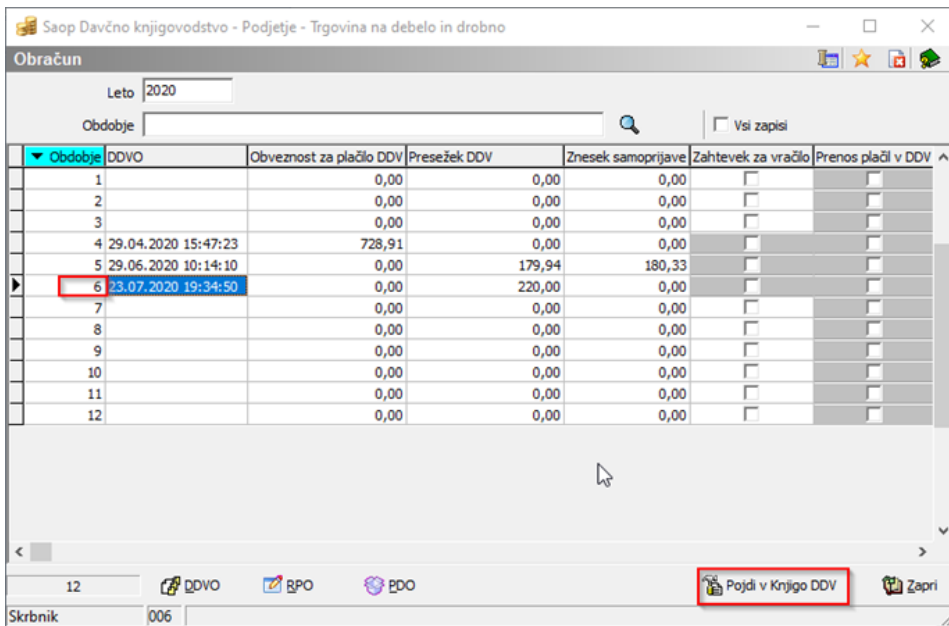 Saop Davčno knjigovodstvo - Podjetje - Trgovina na debelo in drobno
Obračun
Leto 2020
Obdobje Vsi zapisi
Obdobje DDVO Obveznost za plačilo DDV Presežek DDV Znesek samoprijave Zahtevek za vračilo Prenos plačil v DDV
1 0,00 0,00 0,00
2 0,00 0,00 0,00
3 0,00 0,00 0,00
4 29.04.2020 15:47:23 728,91 0,00 0,00
5 29.06.2020 10:14:10 0,00 179,94 180,33
6 23.07.2020 19:34:50 0,00 220,00 0,00
7 0,00 0,00 0,00
8 0,00 0,00 0,00
9 0,00 0,00 0,00
10 0,00 0,00 0,00
11 0,00 0,00 0,00
12 0,00 0,00 0,00
12 DDVO RPO PDO Pojdi v Knjigo DDV Zapri
Skrbnik 006